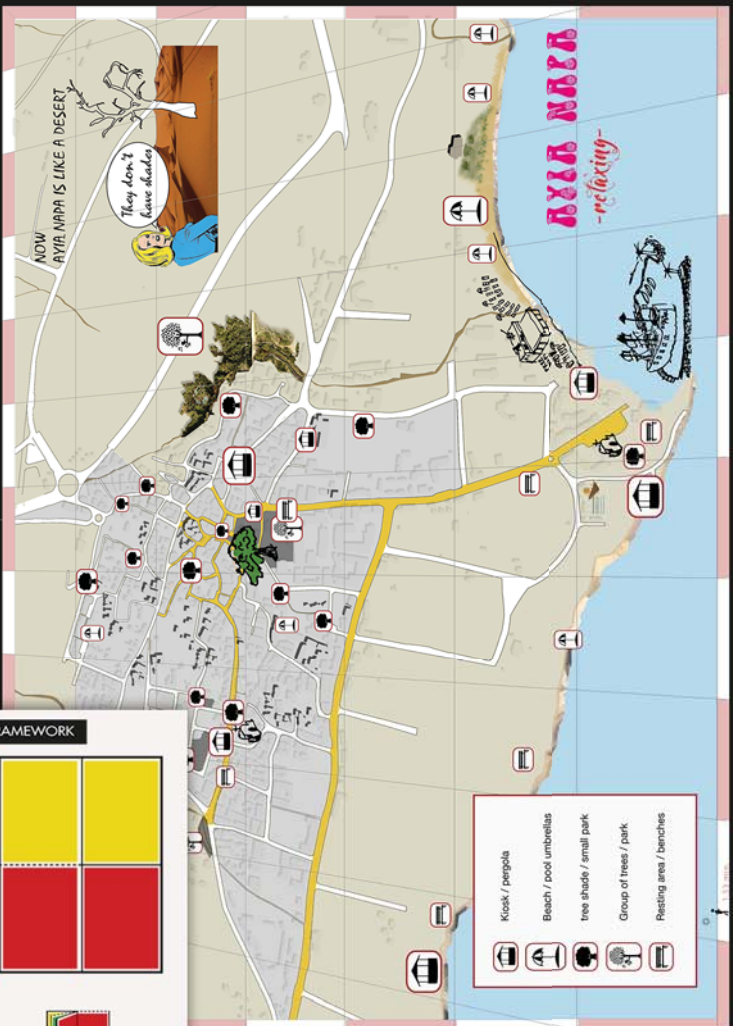 AYIA NAPA
-relaxing-
NOW
AYIA NAPA IS LIKE A DESERT
They don't
have shades
Kiosk / pergola
Beach / pool umbrellas
tree shade / small park
Group of trees / park
Resting area / benches
RAMEWORK